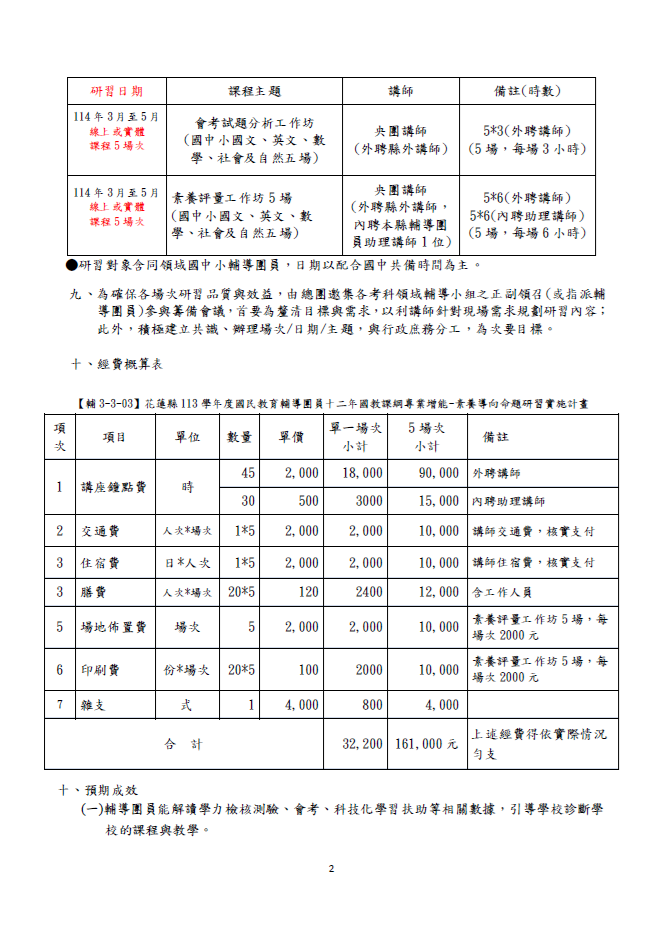 研習日期 課程主題 講師 備註(時數)
114 年 3 月至 5 月 會考試題分析工作坊 央團講師 5*3(外聘講師)
線上或實體 (國中小國文、英文、數 (外聘縣外講師) (5 場，每場 3 小時)
課程 5 場次 學、社會及自然五場)
114 年 3 月至 5 月 素養評量工作坊 5 場 央團講師 5*6(外聘講師)
線上或實體 (國中小國文、英文、數 (外聘縣外講師， 5*6(內聘助理講師)
課程 5 場次 學、社會及自然五場) 內聘本縣輔導團 (5 場，每場 6 小時)
員助理講師 1 位)
●研習對象含同領域國中小輔導團員，日期以配合國中共備時間為主。
九、為確保各場次研習品質與效益，由總團邀集各考科領域輔導小組之正副領召(或指派輔
導團員)參與籌備會議，首要為釐清目標與需求，以利講師針對現場需求規劃研習內容；
此外，積極建立共識、辦理場次/日期/主題，與行政庶務分工，為次要目標。
十、經費概算表
【輔3-3-03】花蓮縣 113 學年度國民教育輔導團員十二年國教課綱專業增能-素養導向命題研習實施計畫
項次 項目 單位 數量 單價 單一場次小計 5 場次小計 備註
1 講座鐘點費 時 45 2,000 18,000 90,000 外聘講師
30 500 3000 15,000 內聘助理講師
2 交通費 人次*場次 1*5 2,000 2,000 10,000 講師交通費，核實支付
3 住宿費 日*人次 1*5 2,000 2,000 10,000 講師住宿費，核實支付
3 膳費 人次*場次 20*5 120 2400 12,000 含工作人員
5 場地佈置費 場次 5 2,000 2,000 10,000 素養評量工作坊 5 場，每場次 2000 元
6 印刷費 份*場次 20*5 100 2000 10,000 素養評量工作坊 5 場，每場次 2000 元
7 雜支 式 1 4,000 800 4,000
合 計 32,200 161,000 元 上述經費得依實際情況勻支
十、預期成效
(一)輔導團員能解讀學力檢核測驗、會考、科技化學習扶助等相關數據，引導學校診斷學
校的課程與教學。
2